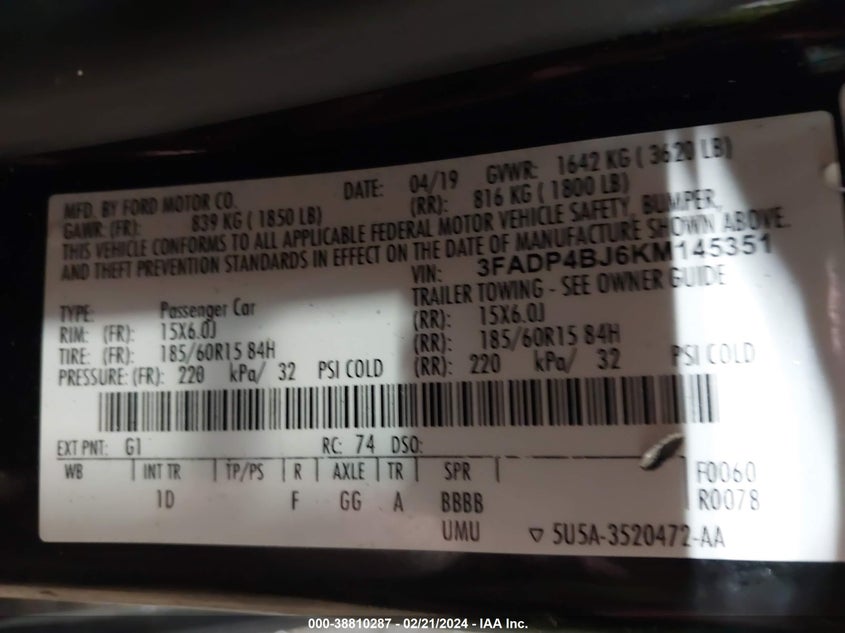 MFD. BY FORD MOTOR CO. DATE: 04/19 GVWR: 1642 KG ( 3620 LB)
GAWR: (FR): 839 KG ( 1850 LB) (RR): 816 KG ( 1800 LB)
THIS VEHICLE CONFORMS TO ALL APPLICABLE FEDERAL MOTOR VEHICLE SAFETY, BUMPER,
AND THEFT PREVENTION STANDARDS IN EFFECT ON THE DATE OF MANUFACTURE SHOWN ABOVE.
VIN: 3FADP4BJ6KM145351
TYPE: Passenger Car TRAILER TOWING - SEE OWNER GUIDE
RIM: (FR): 15X6.0J (RR): 15X6.0J
TIRE: (FR): 185/60R15 84H (RR): 185/60R15 84H
PRESSURE: (FR): 220 kPa/ 32 PSI COLD (RR): 220 kPa/ 32 PSI COLD
EXT PNT: G1 RC: 74 DSO:
WB INT TR TP/PS R AXLE TR SPR F0060
1D F GG A BBBB R0078
UMU ▽ 5U5A-3520472-AA
000-38810287 - 02/21/2024 - IAA Inc.